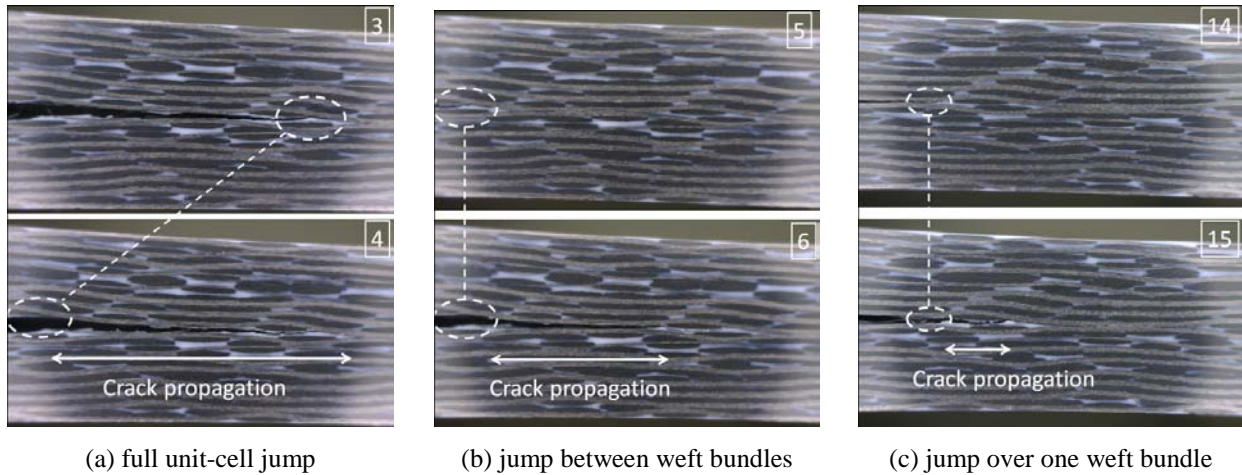 3
5
14
4
6
15
Crack propagation
Crack propagation
Crack propagation
(a) full unit-cell jump
(b) jump between weft bundles
(c) jump over one weft bundle